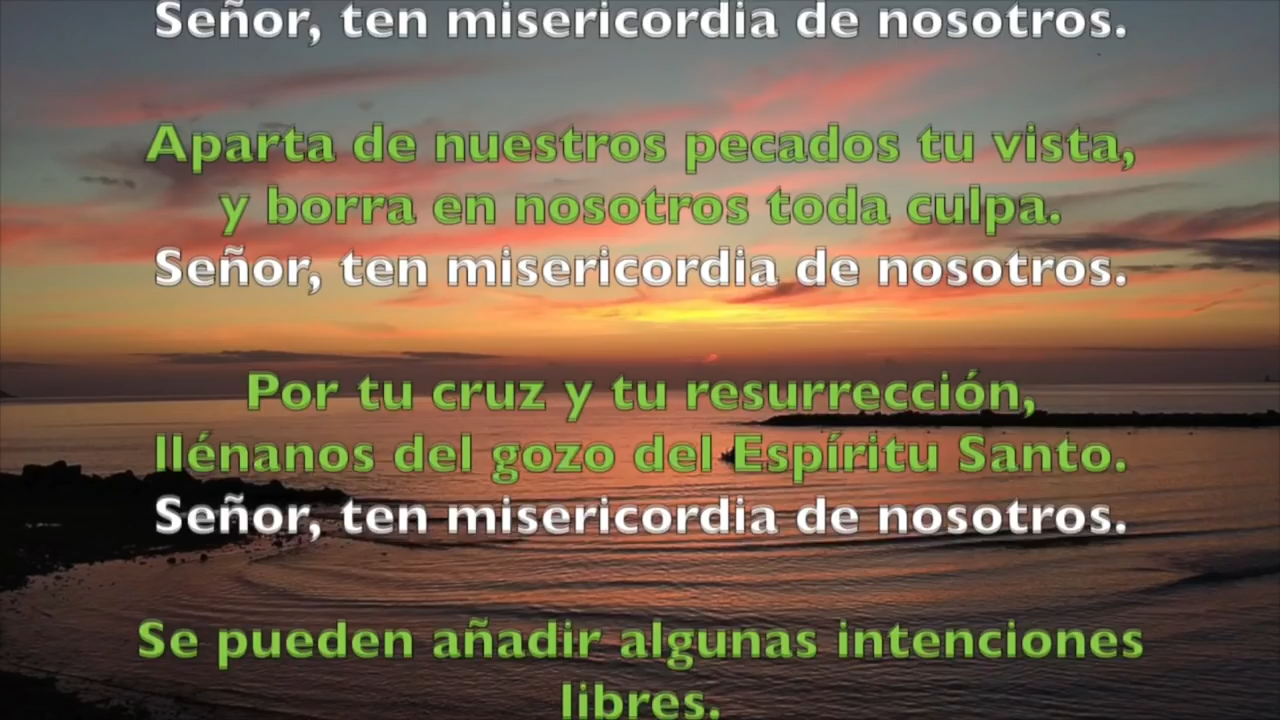 Señor, ten misericordia de nosotros.
Aparta de nuestros pecados tu vista,
y borra en nosotros toda culpa.
Señor, ten misericordia de nosotros.
Por tu cruz y tu resurrección,
llénanos del gozo del Espíritu Santo.
Señor, ten misericordia de nosotros.
Se pueden añadir algunas intenciones
libres.